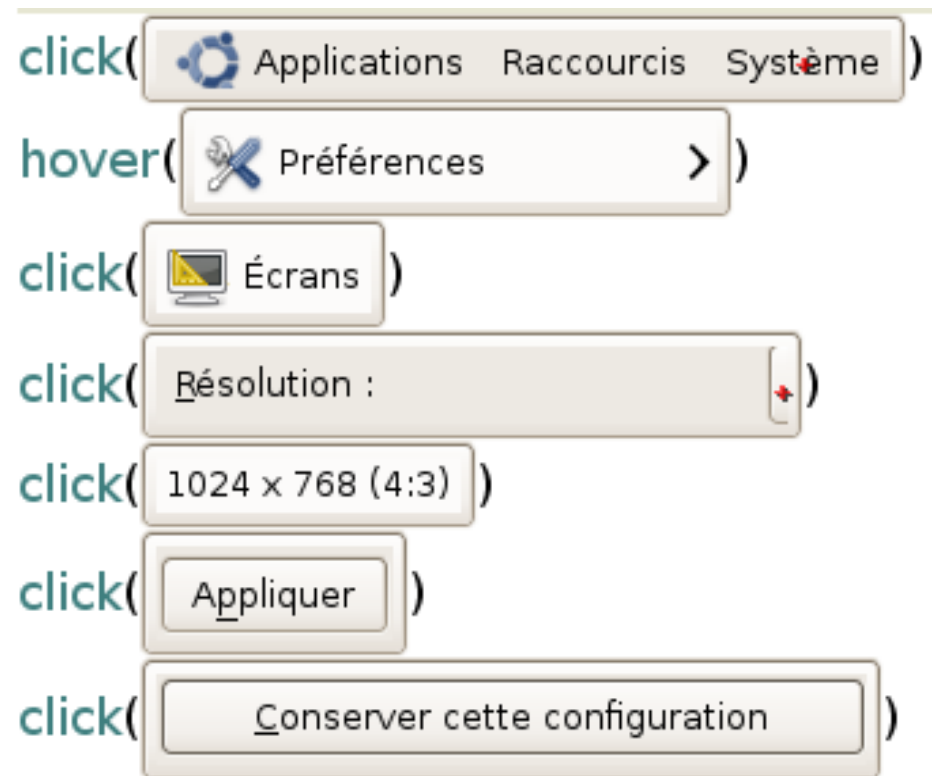 click( Applications Raccourcis Système )
hover( Préférences > )
click( Écrans )
click( Résolution : )
click( 1024 x 768 (4:3) )
click( Appliquer )
click( Conserver cette configuration )